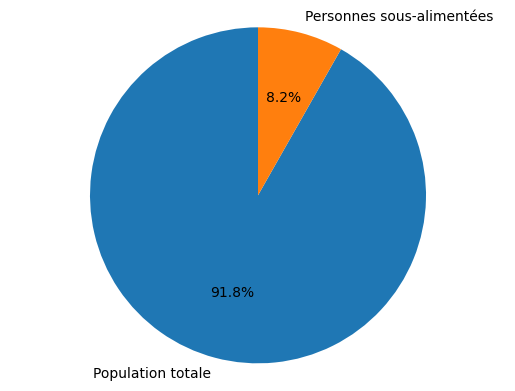 Personnes sous-alimentées
8.2%
91.8%
Population totale